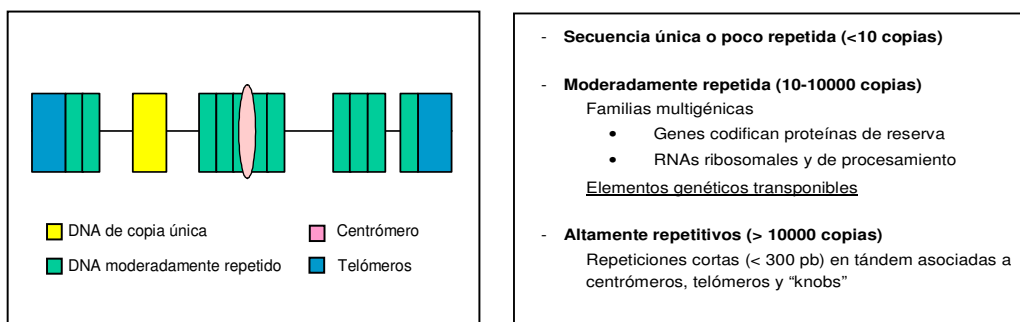 DNA de copia única
DNA moderadamente repetido
Centrómero
Telómeros
- Secuencia única o poco repetida (<10 copias)
- Moderadamente repetida (10-10000 copias)
Familias multigénicas
• Genes codifican proteínas de reserva
• RNAs ribosomales y de procesamiento
Elementos genéticos transponibles
- Altamente repetitivos (> 10000 copias)
Repeticiones cortas (< 300 pb) en tándem asociadas a
centrómeros, telómeros y “knobs”